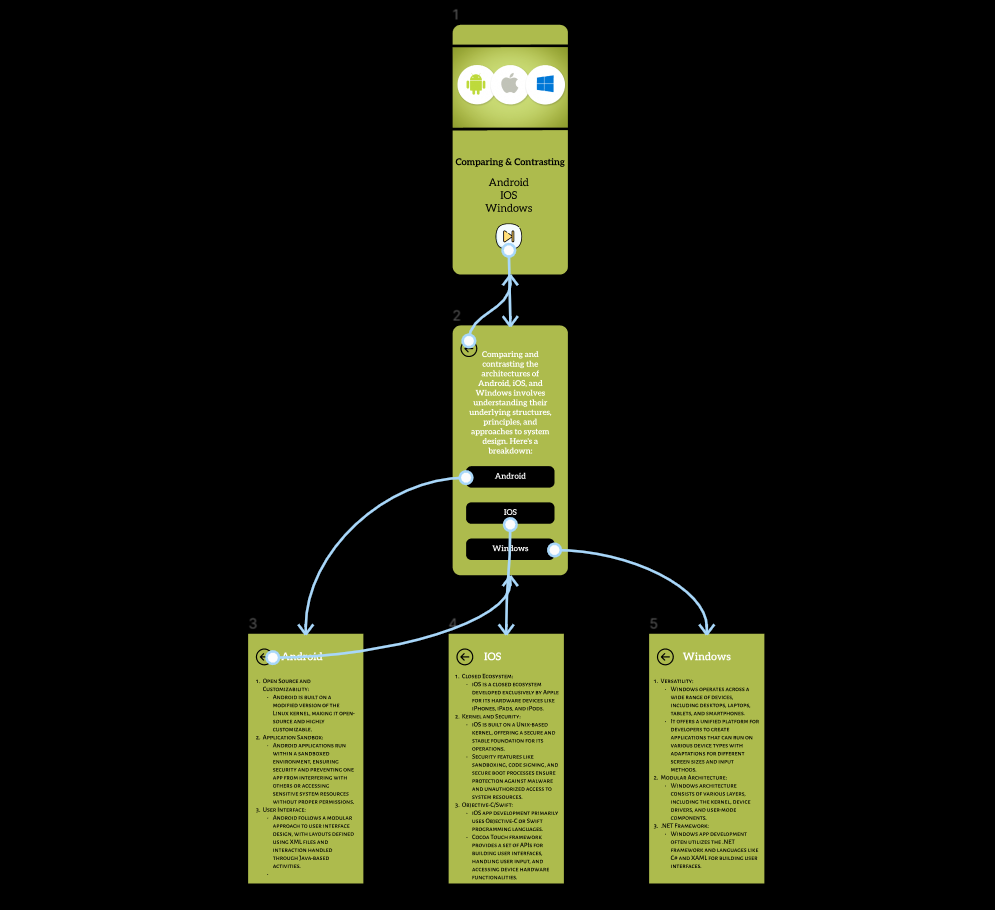 1
Comparing & Contrasting
Android
IOS
Windows
2
Comparing and
contrasting the
architectures of
Android, iOS, and
Windows involves
understanding their
underlying structures,
principles, and
approaches to system
design. Here's a
breakdown:
Android
IOS
Windows
3
Android
1. Open Source and
Customizability:
- Android is built on a
modified version of the
Linux kernel, making it open-
source and highly
customizable.
2. Application Sandbox:
- Android applications run
within a sandboxed
environment, ensuring
security and preventing one
app from interfering with
others or accessing
sensitive system resources
without proper permissions.
3. User Interface:
- Android follows a modular
approach to user interface
design, with layouts defined
using XML files and
interaction handled
through Java-based
activities.
-
4
IOS
1. Closed Ecosystem:
- iOS is a closed ecosystem
developed exclusively by Apple
for its hardware devices like
iPhones, iPads, and iPods.
2. Kernel and Security:
- iOS is built on a Unix-based
kernel, offering a secure and
stable foundation for its
operations.
- Security features like
sandboxing, code signing, and
secure boot processes ensure
protection against malware
and unauthorized access to
system resources.
3. Objective-C/Swift:
- iOS app development primarily
uses Objective-C or Swift
programming languages.
- Cocoa Touch framework
provides a set of APIs for
building user interfaces,
handling user input, and
accessing device hardware
functionalities.
5
Windows
1. Versatility:
- Windows operates across a
wide range of devices,
including desktops, laptops,
tablets, and smartphones.
- It offers a unified platform for
developers to create
applications that can run on
various device types with
adaptations for different
screen sizes and input
methods.
2. Modular Architecture:
- Windows architecture
consists of various layers,
including the kernel, device
drivers, and user-mode
components.
3. .NET Framework:
- Windows app development
often utilizes the .NET
framework and languages like
C# and XAML for building user
interfaces.